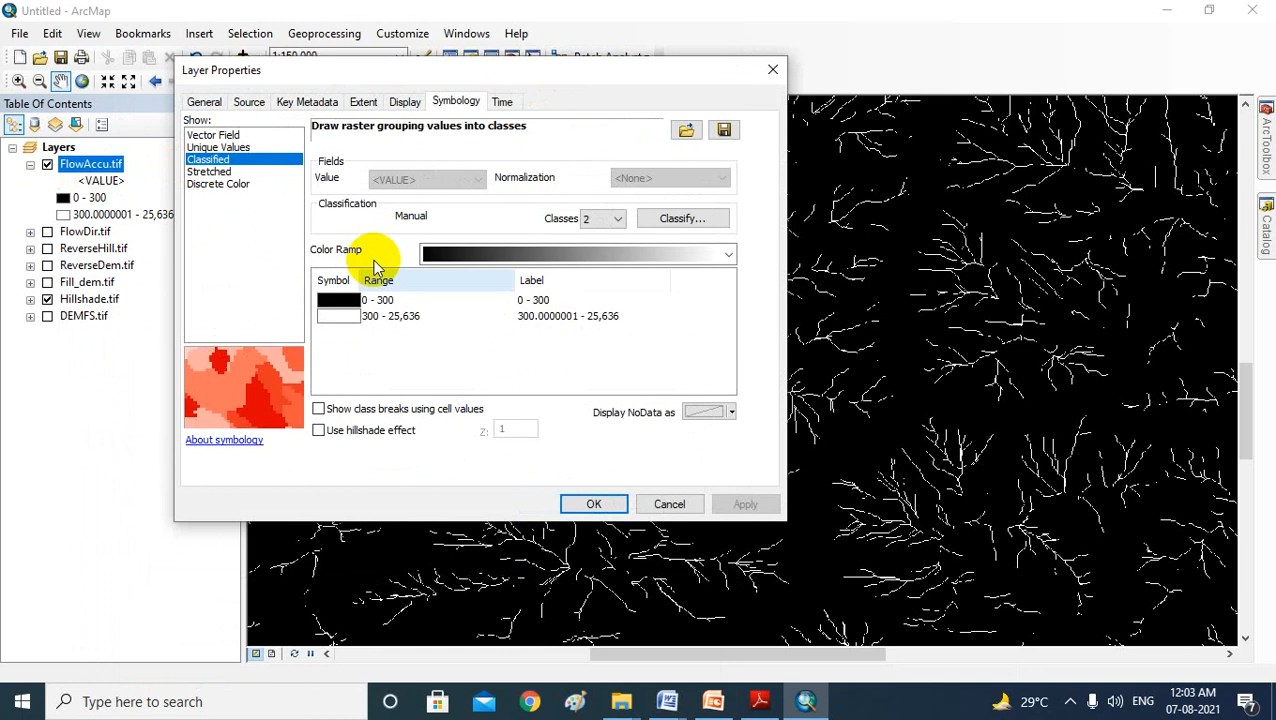 Untitled - ArcMap
File Edit View Bookmarks Insert Selection Geoprocessing Customize Windows Help
Layer Properties
General Source Key Metadata Extent Display Symbology Time
Table Of Contents
Layers
FlowAccu.tif
<VALUE>
0 - 300
300.0000001 - 25,636
FlowDir.tif
ReverseHill.tif
ReverseDem.tif
Fill_dem.tif
Hillshade.tif
DEMFS.tif
Show:
Vector Field
Unique Values
Classified
Stretched
Discrete Color
About symbology
Draw raster grouping values into classes
Fields
Value <VALUE> Normalization <None>
Classification
Manual Classes 2 Classify...
Color Ramp
Symbol Range Label
0 - 300 0 - 300
300 - 25,636 300.0000001 - 25,636
Show class breaks using cell values
Display NoData as
Use hillshade effect Z: 1
OK Cancel Apply
ArcToolbox
Catalog
Type here to search
29°C ENG 12:03 AM
07-08-2021
7